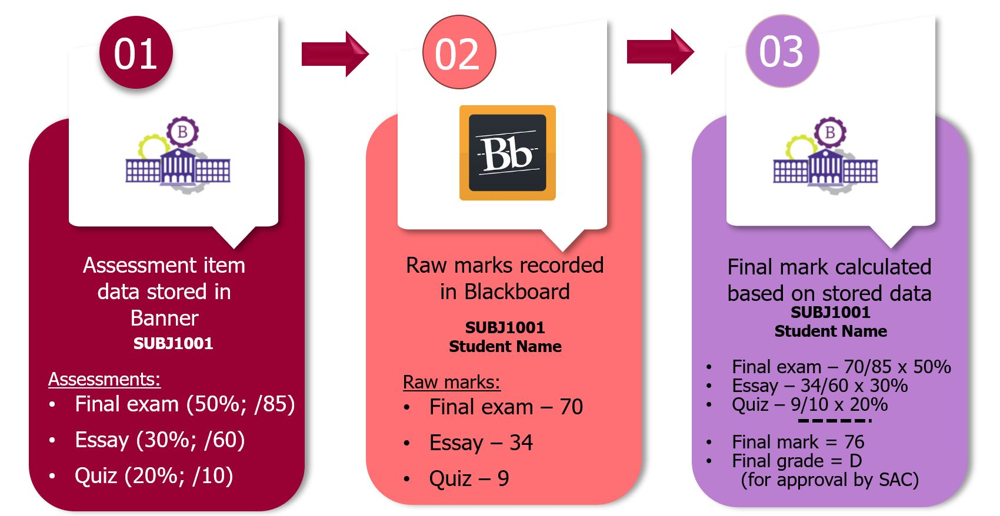 01
B
Assessment item
data stored in
Banner
SUBJ1001
Assessments:
• Final exam (50%; /85)
• Essay (30%; /60)
• Quiz (20%; /10)
02
Bb
Raw marks recorded
in Blackboard
SUBJ1001
Student Name
Raw marks:
• Final exam – 70
• Essay – 34
• Quiz – 9
03
B
Final mark calculated
based on stored data
SUBJ1001
Student Name
• Final exam – 70/85 x 50%
• Essay – 34/60 x 30%
• Quiz – 9/10 x 20%
• Final mark = 76
• Final grade = D
(for approval by SAC)